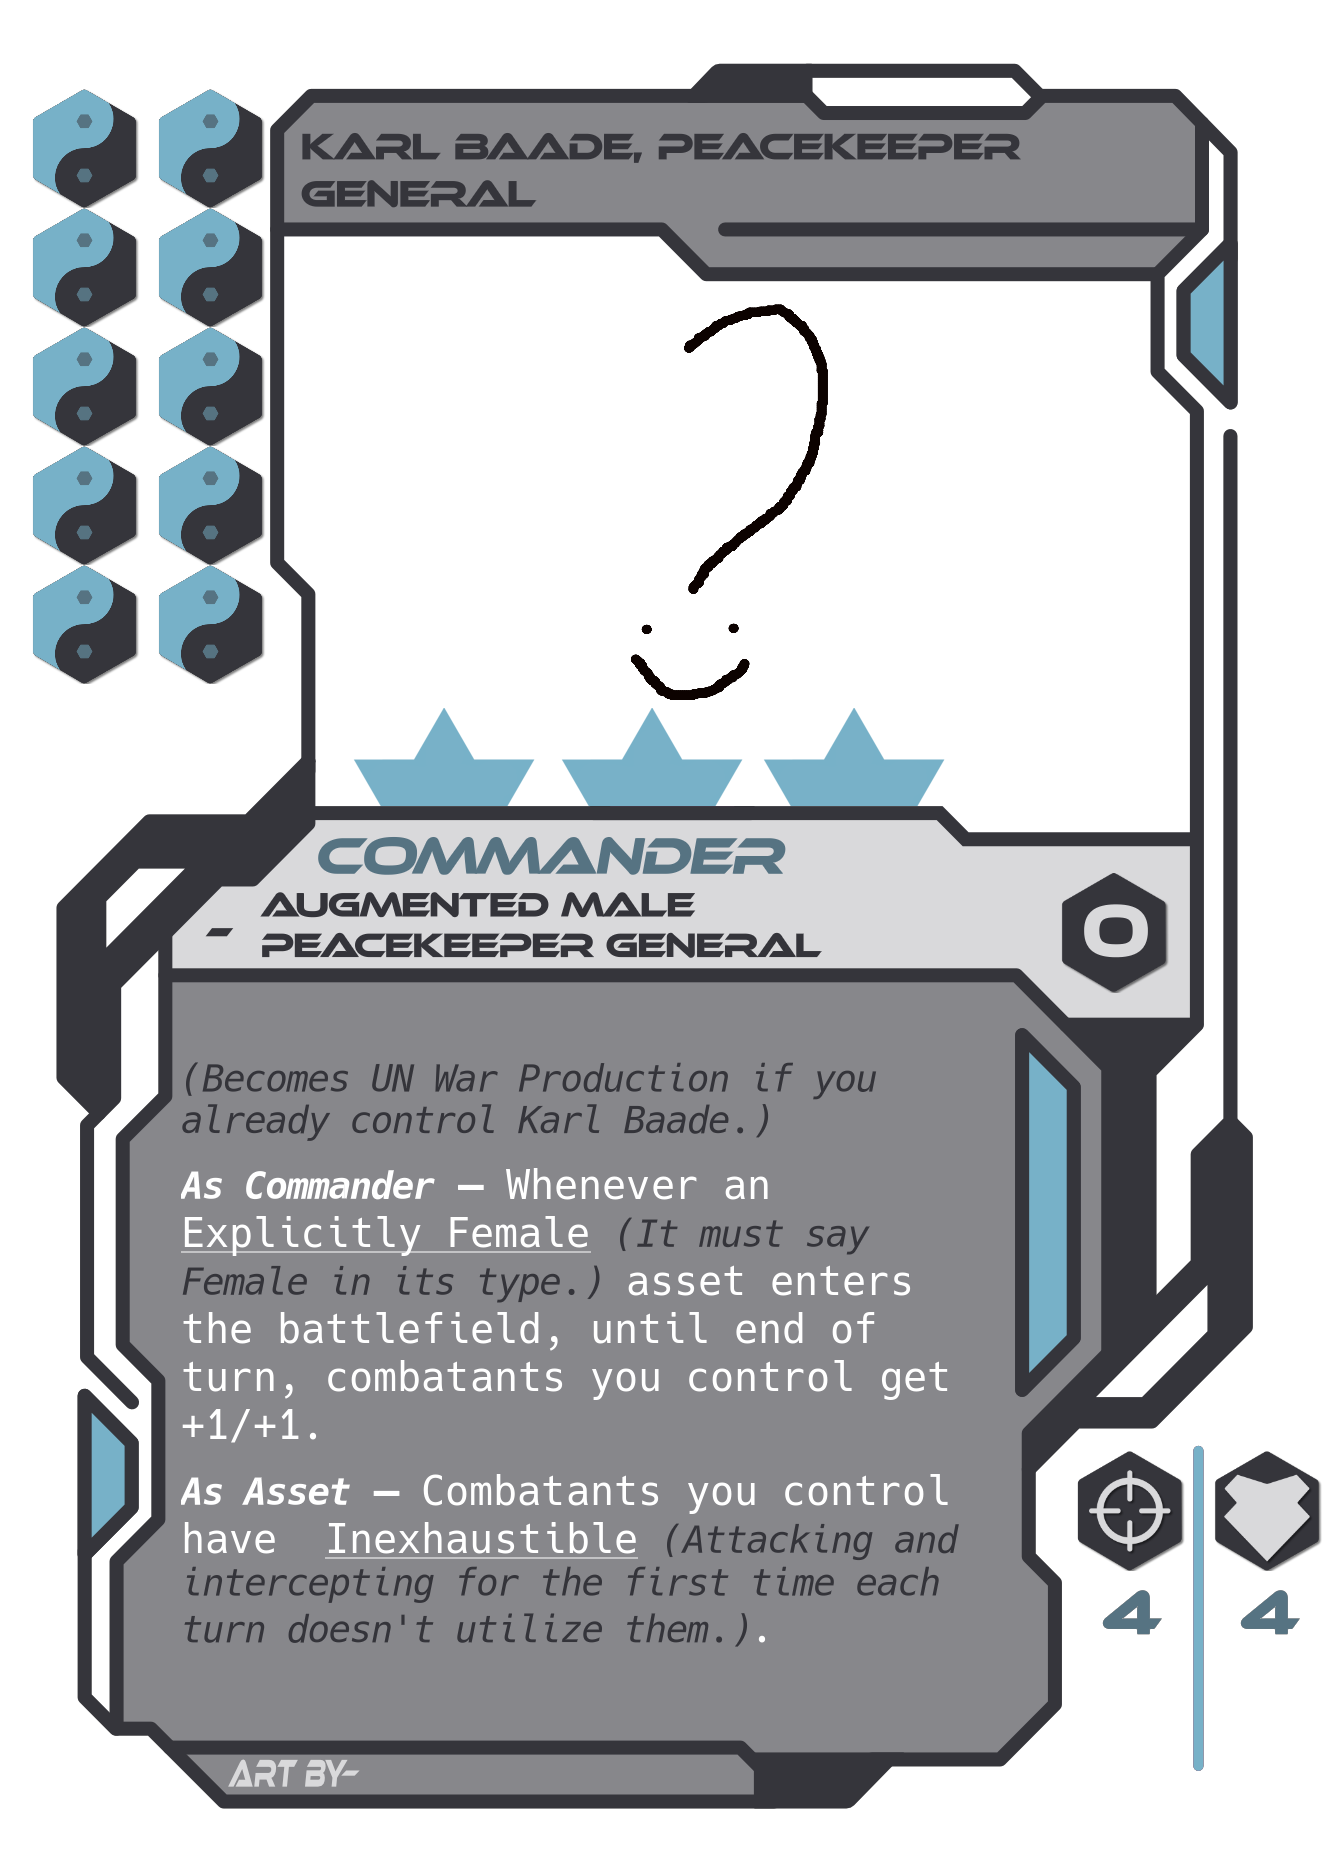 KARL BAADE, PEACEKEEPER
GENERAL
COMMANDER
- AUGMENTED MALE
PEACEKEEPER GENERAL
0
(Becomes UN War Production if you
already control Karl Baade.)
As Commander — Whenever an
Explicitly Female (It must say
Female in its type.) asset enters
the battlefield, until end of
turn, combatants you control get
+1/+1.
As Asset — Combatants you control
have Inexhaustible (Attacking and
intercepting for the first time each
turn doesn't utilize them.).
4 4
ART BY-